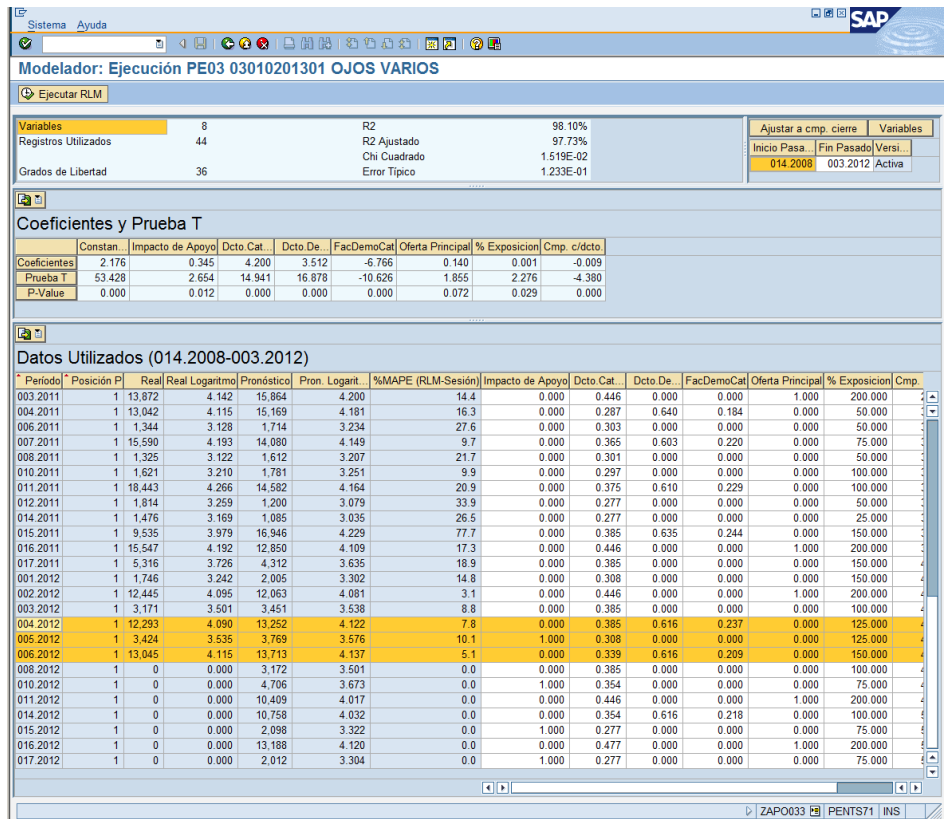 Sistema Ayuda
SAP
Modelador: Ejecución PE03 03010201301 OJOS VARIOS
Ejecutar RLM
Variables 8 R2 98.10%
Registros Utilizados 44 R2 Ajustado 97.73%
Chi Cuadrado 1.519E-02
Grados de Libertad 36 Error Típico 1.233E-01
Ajustar a cmp. cierre Variables
Inicio Pasa... Fin Pasado Versi...
014.2008 003.2012 Activa
Coeficientes y Prueba T
Constan... Impacto de Apoyo Dcto.Cat... Dcto.De... FacDemoCat Oferta Principal % Exposicion Cmp. c/dcto.
Coeficientes 2.176 0.345 4.200 3.512 -6.766 0.140 0.001 -0.009
Prueba T 53.428 2.654 14.941 16.878 -10.626 1.855 2.276 -4.380
P-Value 0.000 0.012 0.000 0.000 0.000 0.072 0.029 0.000
Datos Utilizados (014.2008-003.2012)
Período Posición P Real Real Logaritmo Pronóstico Pron. Logarit... %MAPE (RLM-Sesión) Impacto de Apoyo Dcto.Cat... Dcto.De... FacDemoCat Oferta Principal % Exposicion Cmp.
003.2011 1 13,872 4.142 15,864 4.200 14.4 0.000 0.446 0.000 0.000 1.000 200.000
004.2011 1 13,042 4.115 15,169 4.181 16.3 0.000 0.287 0.640 0.184 0.000 50.000
006.2011 1 1,344 3.128 1,714 3.234 27.6 0.000 0.303 0.000 0.000 0.000 50.000
007.2011 1 15,590 4.193 14,080 4.149 9.7 0.000 0.365 0.603 0.220 0.000 75.000
008.2011 1 1,325 3.122 1,612 3.207 21.7 0.000 0.301 0.000 0.000 0.000 50.000
010.2011 1 1,621 3.210 1,781 3.251 9.9 0.000 0.297 0.000 0.000 0.000 100.000
011.2011 1 18,443 4.266 14,582 4.164 20.9 0.000 0.375 0.610 0.229 0.000 100.000
012.2011 1 1,814 3.259 1,200 3.079 33.9 0.000 0.277 0.000 0.000 0.000 50.000
014.2011 1 1,476 3.169 1,085 3.035 26.5 0.000 0.277 0.000 0.000 0.000 25.000
015.2011 1 9,535 3.979 16,946 4.229 77.7 0.000 0.385 0.635 0.244 0.000 150.000
016.2011 1 15,547 4.192 12,850 4.109 17.3 0.000 0.446 0.000 0.000 1.000 200.000
017.2011 1 5,316 3.726 4,312 3.635 18.9 0.000 0.385 0.000 0.000 0.000 150.000
001.2012 1 1,746 3.242 2,005 3.302 14.8 0.000 0.308 0.000 0.000 0.000 150.000
002.2012 1 12,445 4.095 12,063 4.081 3.1 0.000 0.446 0.000 0.000 1.000 200.000
003.2012 1 3,171 3.501 3,451 3.538 8.8 0.000 0.385 0.000 0.000 0.000 100.000
004.2012 1 12,293 4.090 13,252 4.122 7.8 0.000 0.385 0.616 0.237 0.000 125.000
005.2012 1 3,424 3.535 3,769 3.576 10.1 1.000 0.308 0.000 0.000 0.000 125.000
006.2012 1 13,045 4.115 13,713 4.137 5.1 0.000 0.339 0.616 0.209 0.000 150.000
008.2012 1 0 0.000 3,172 3.501 0.0 0.000 0.385 0.000 0.000 0.000 100.000
010.2012 1 0 0.000 4,706 3.673 0.0 1.000 0.354 0.000 0.000 0.000 75.000
011.2012 1 0 0.000 10,409 4.017 0.0 0.000 0.446 0.000 0.000 1.000 200.000
014.2012 1 0 0.000 10,758 4.032 0.0 0.000 0.354 0.616 0.218 0.000 100.000
015.2012 1 0 0.000 2,098 3.322 0.0 1.000 0.277 0.000 0.000 0.000 75.000
016.2012 1 0 0.000 13,188 4.120 0.0 0.000 0.477 0.000 0.000 1.000 200.000
017.2012 1 0 0.000 2,012 3.304 0.0 1.000 0.277 0.000 0.000 0.000 75.000
ZAPO033 PENTS71 INS